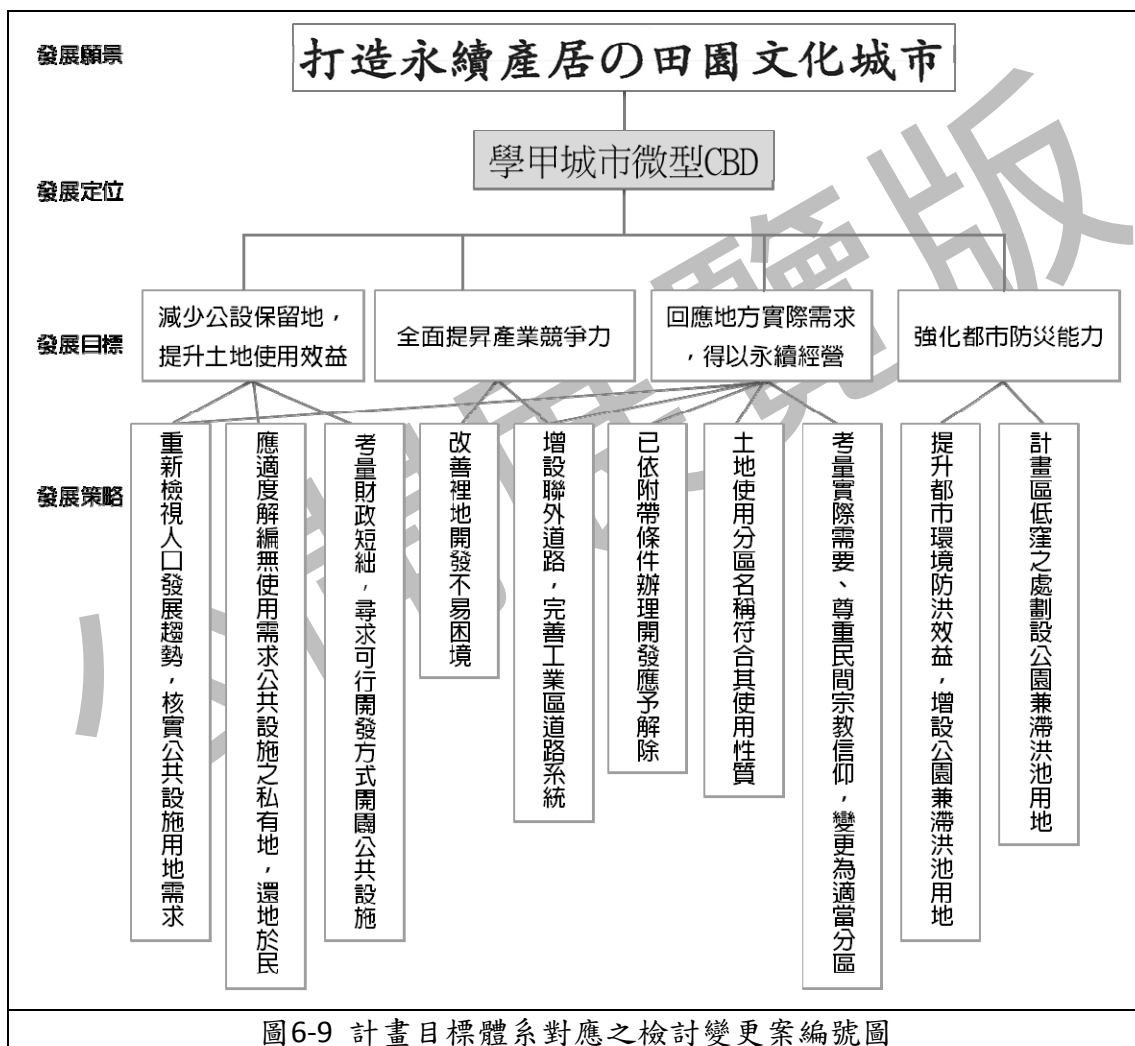 發展願景
打造永續產居の田園文化城市
學甲城市微型CBD
發展定位
發展目標
減少公設保留地，
提升土地使用效益
全面提昇產業競爭力
回應地方實際需求
，得以永續經營
強化都市防災能力
發展策略
重新檢視人口發展趨勢，核實公共設施用地需求
應適度解編無使用需求公共設施之私有地，還地於民
考量財政短絀，尋求可行開發方式開闢公共設施
改善裡地開發不易困境
增設聯外道路，完善工業區道路系統
已依附帶條件辦理開發應予解除
土地使用分區名稱符合其使用性質
考量實際需要、尊重民間宗教信仰，變更為適當分區
提升都市環境防洪效益，增設公園兼滯洪池用地
計畫區低窪之處劃設公園兼滯洪池用地
圖6-9 計畫目標體系對應之檢討變更案編號圖